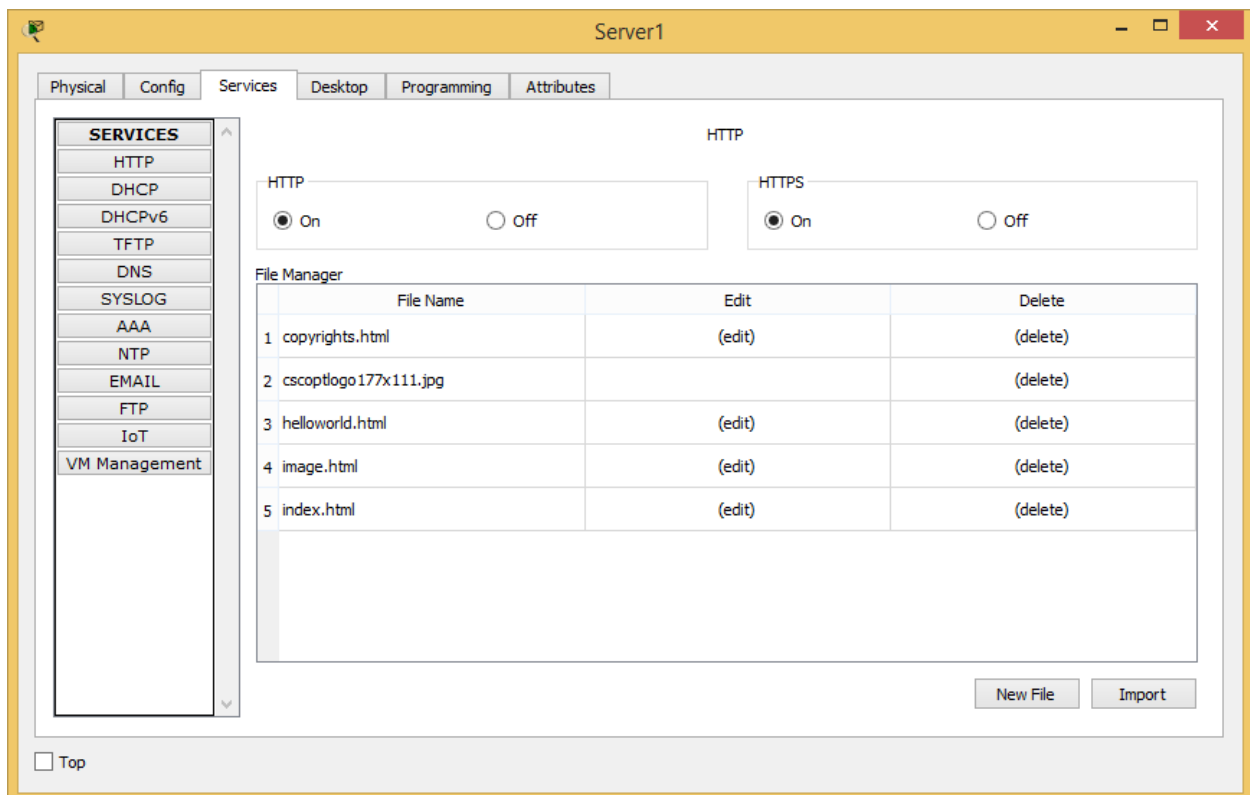 Server1
Physical Config Services Desktop Programming Attributes
SERVICES
HTTP
DHCP
DHCPv6
TFTP
DNS
SYSLOG
AAA
NTP
EMAIL
FTP
IoT
VM Management
HTTP
HTTP
On Off
HTTPS
On Off
File Manager
File Name Edit Delete
1 copyrights.html (edit) (delete)
2 cscoptlogo177x111.jpg (delete)
3 helloworld.html (edit) (delete)
4 image.html (edit) (delete)
5 index.html (edit) (delete)
New File Import
Top